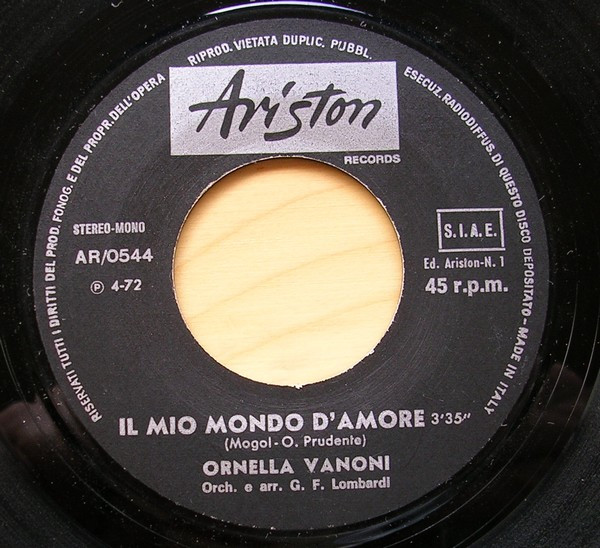 RISERVATI TUTTI I DIRITTI DEL PROD. FONOG. E DEL PROPR. DELL'OPERA
RIPROD. VIETATA DUPLIC. PUBBL.
ESECUZ. RADIODIFFUS. DI QUESTO DISCO DEPOSITATO - MADE IN ITALY
Ariston
RECORDS
STEREO-MONO
AR/0544
℗ 4-72
S.I.A.E.
Ed. Ariston-N. 1
45 r.p.m.
IL MIO MONDO D'AMORE 3'35"
(Mogol - O. Prudente)
ORNELLA VANONI
Orch. e arr. G. F. Lombardi